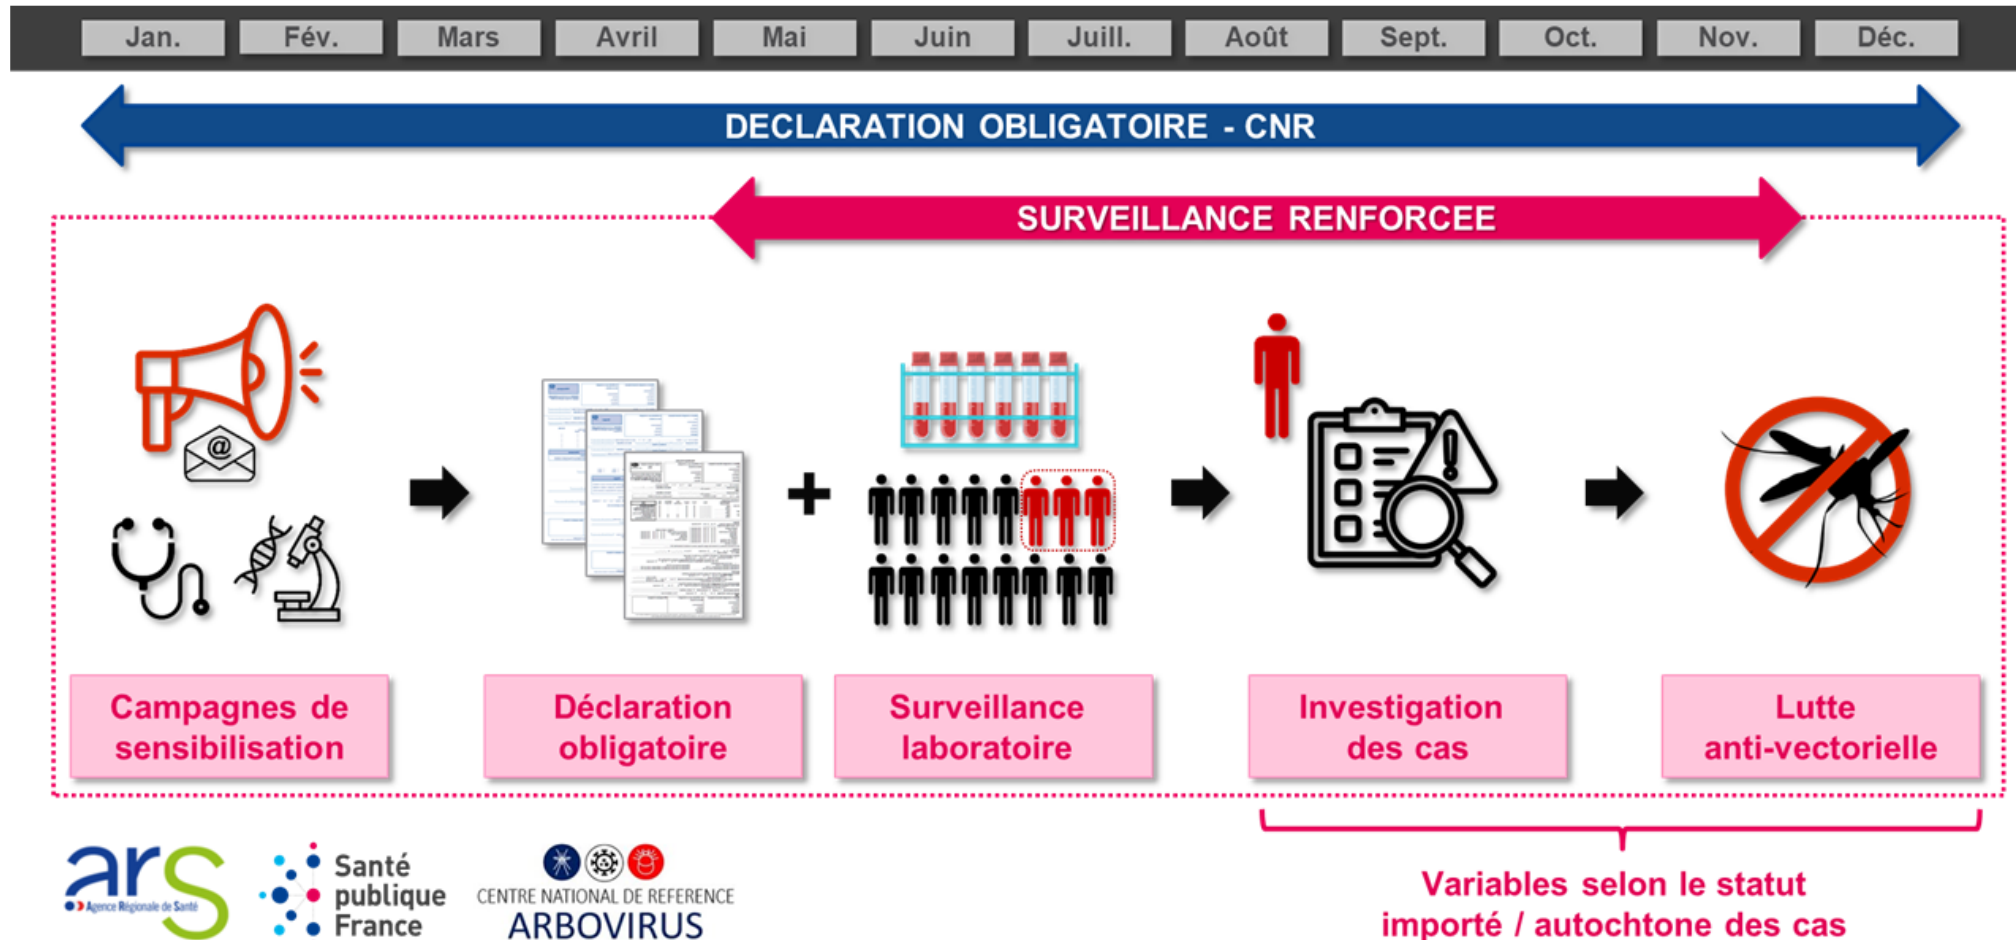 Jan. Fév. Mars Avril Mai Juin Juill. Août Sept. Oct. Nov. Déc.
DECLARATION OBLIGATOIRE - CNR
SURVEILLANCE RENFORCEE
@
Campagnes de
sensibilisation
Déclaration
obligatoire
Surveillance
laboratoire
Investigation
des cas
Lutte
anti-vectorielle
Variables selon le statut
importé / autochtone des cas
ars
Agence Régionale de Santé
Santé
publique
France
CENTRE NATIONAL DE REFERENCE
ARBOVIRUS